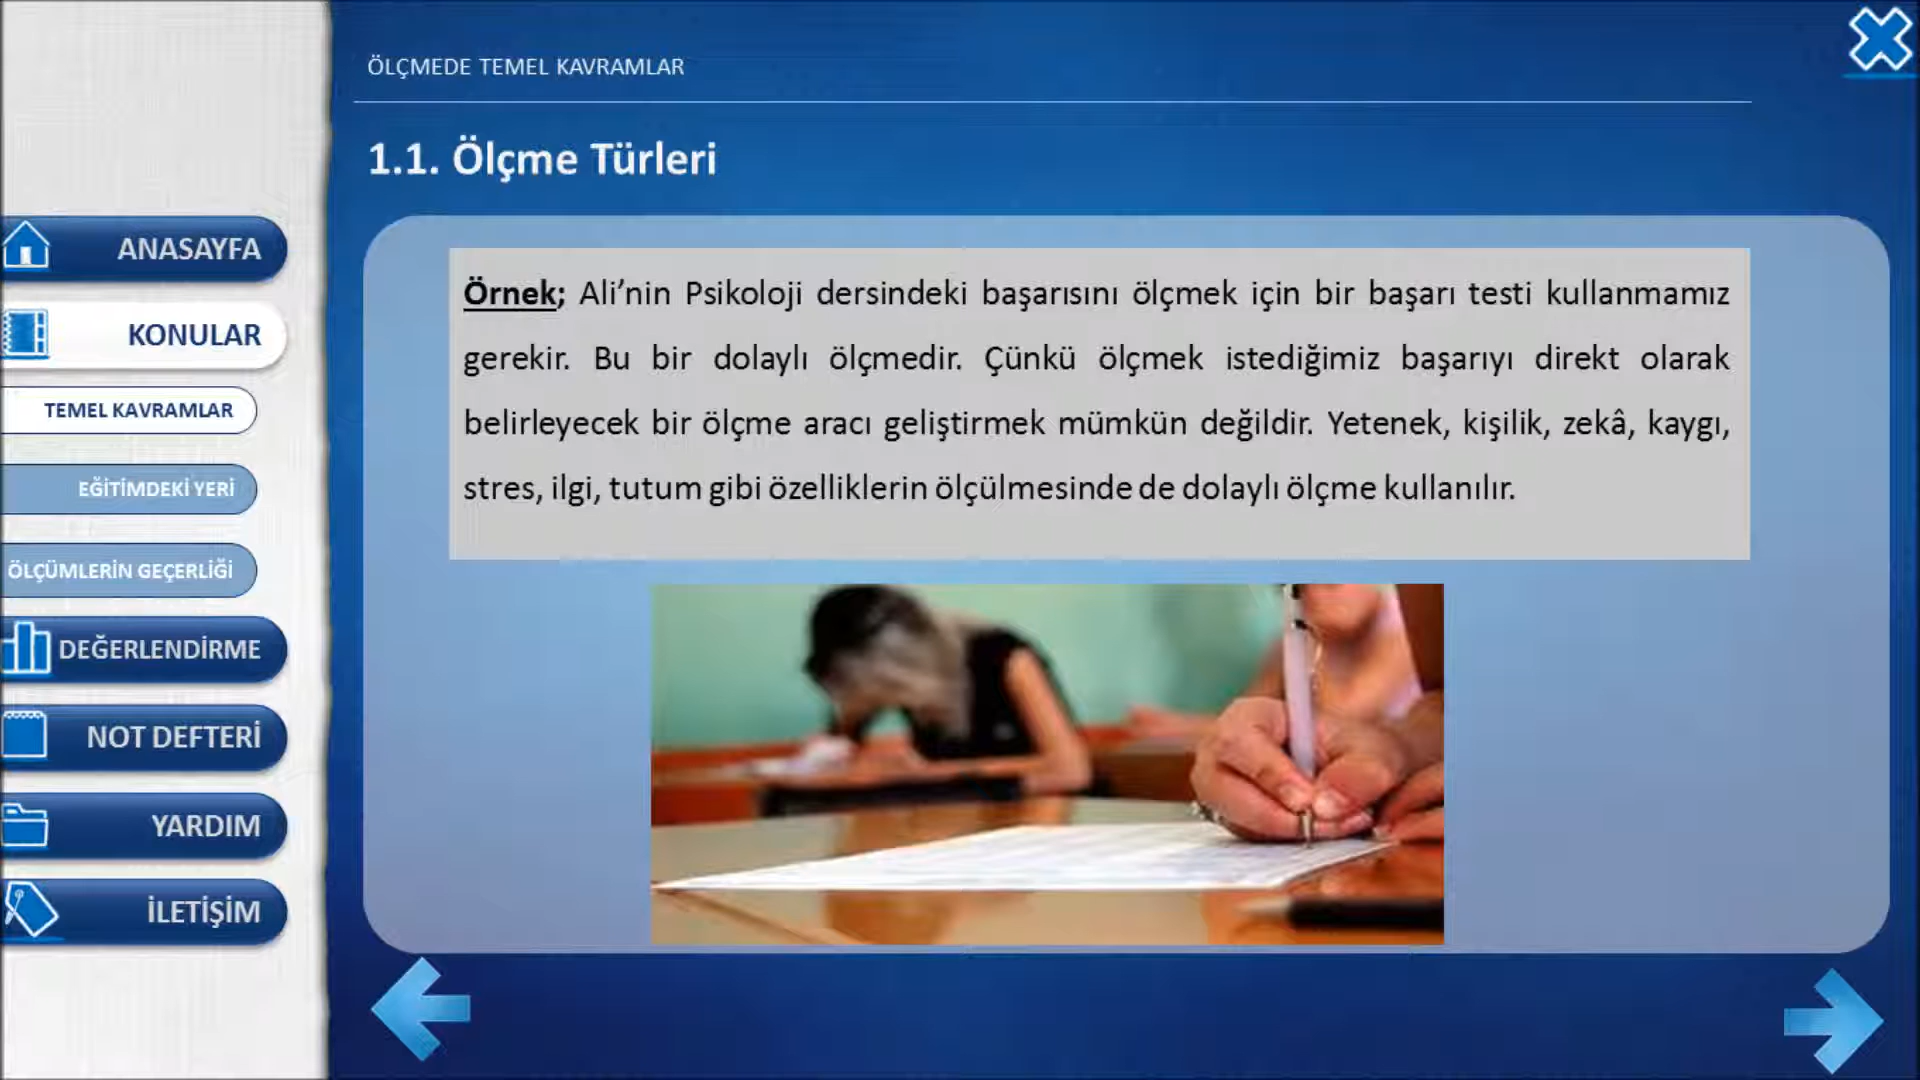 ÖLÇMEDE TEMEL KAVRAMLAR
1.1. Ölçme Türleri
ANASAYFA
KONULAR
TEMEL KAVRAMLAR
EĞİTİMDEKİ YERİ
ÖLÇÜMLERİN GEÇERLİĞİ
DEĞERLENDİRME
NOT DEFTERİ
YARDIM
İLETİŞİM
Örnek; Ali’nin Psikoloji dersindeki başarısını ölçmek için bir başarı testi kullanmamız
gerekir. Bu bir dolaylı ölçmedir. Çünkü ölçmek istediğimiz başarıyı direkt olarak
belirleyecek bir ölçme aracı geliştirmek mümkün değildir. Yetenek, kişilik, zekâ, kaygı,
stres, ilgi, tutum gibi özelliklerin ölçülmesinde de dolaylı ölçme kullanılır.